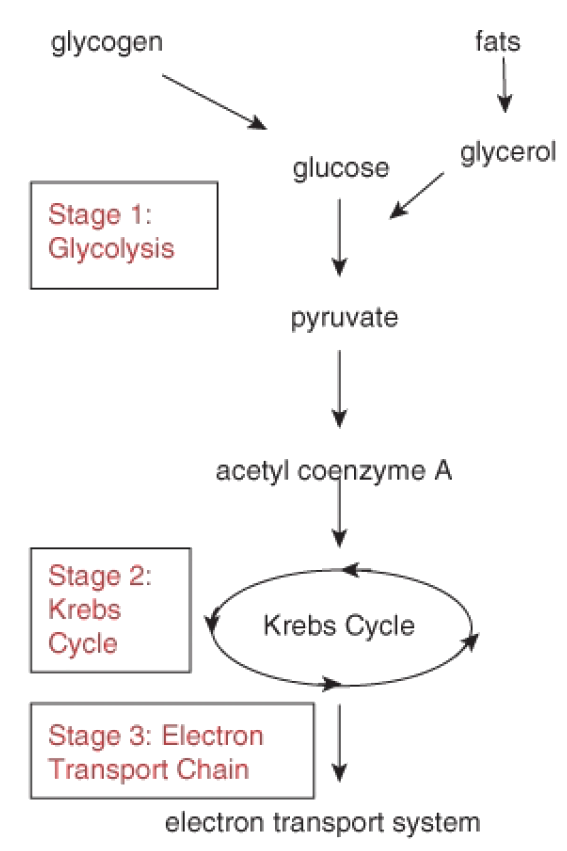 glycogen
fats
glycerol
glucose
Stage 1:
Glycolysis
pyruvate
acetyl coenzyme A
Stage 2:
Krebs
Cycle
Krebs Cycle
Stage 3: Electron
Transport Chain
electron transport system